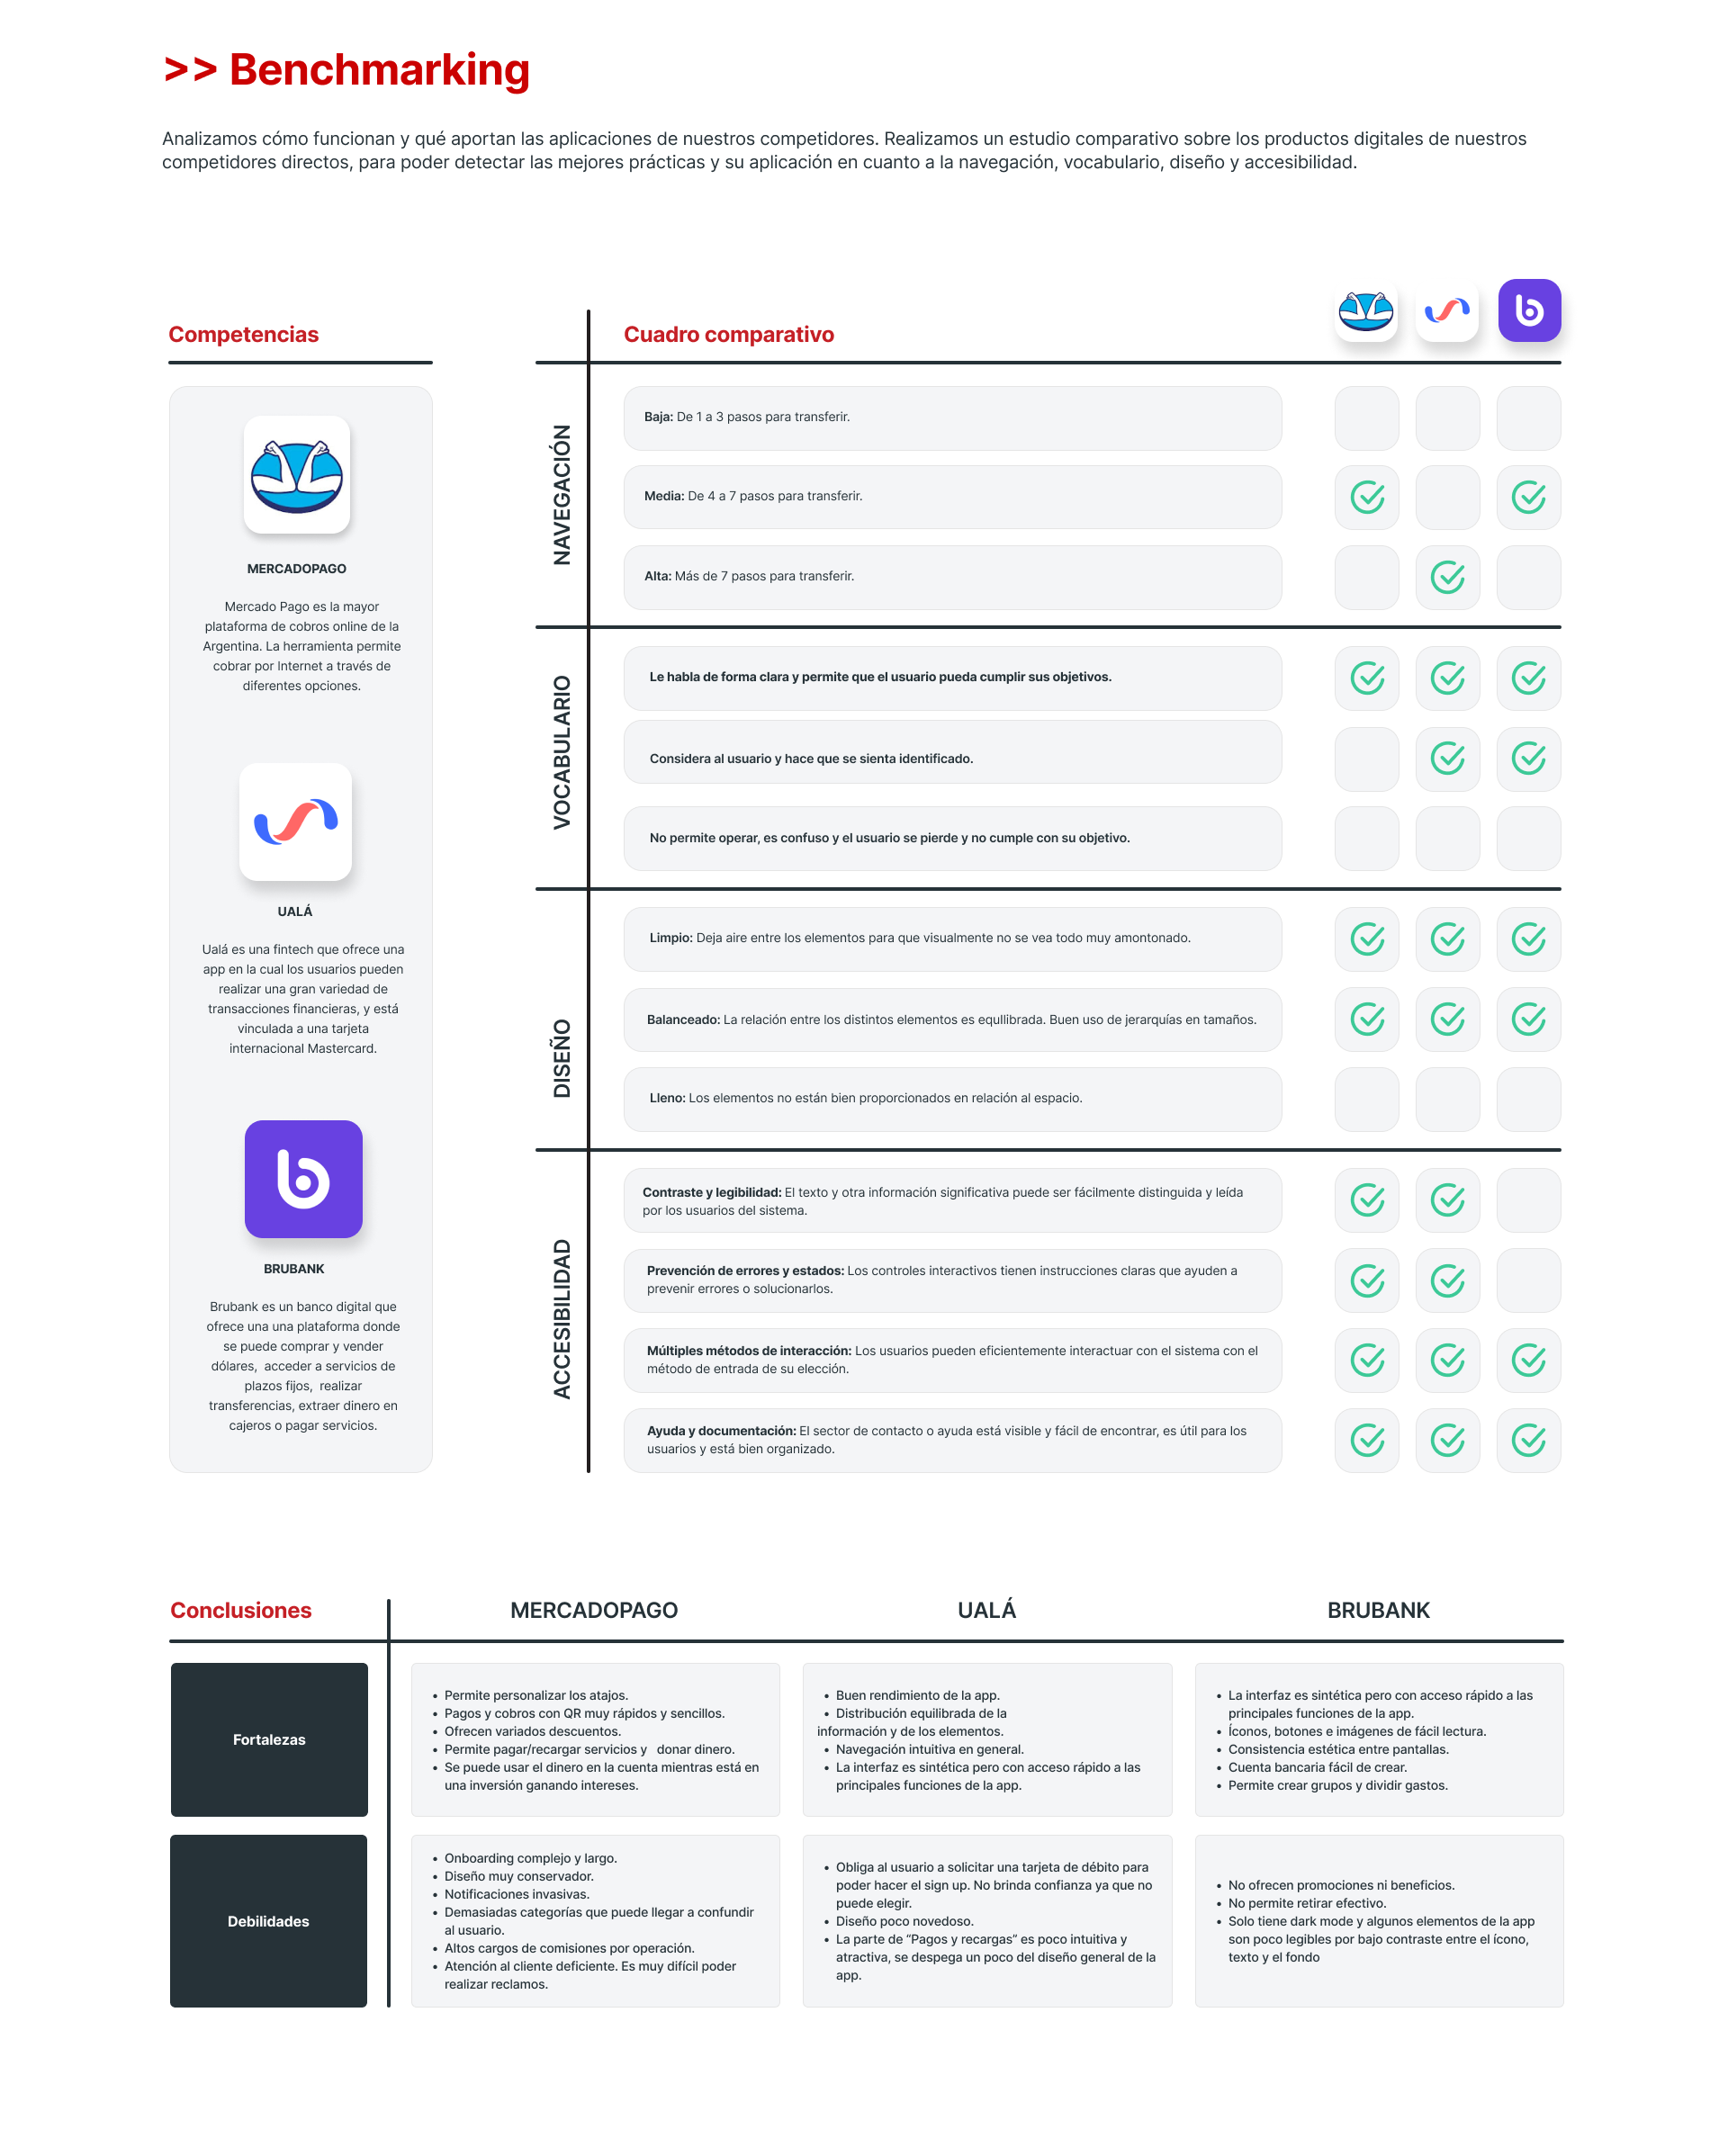 >> Benchmarking
Analizamos cómo funcionan y qué aportan las aplicaciones de nuestros competidores. Realizamos un estudio comparativo sobre los productos digitales de nuestros
competidores directos, para poder detectar las mejores prácticas y su aplicación en cuanto a la navegación, vocabulario, diseño y accesibilidad.
Competencias
MERCADOPAGO
Mercado Pago es la mayor
plataforma de cobros online de la
Argentina. La herramienta permite
cobrar por Internet a través de
diferentes opciones.
UALÁ
Ualá es una fintech que ofrece una
app en la cual los usuarios pueden
realizar una gran variedad de
transacciones financieras, y está
vinculada a una tarjeta
internacional Mastercard.
BRUBANK
Brubank es un banco digital que
ofrece una una plataforma donde
se puede comprar y vender
dólares,  acceder a servicios de
plazos fijos,  realizar
transferencias, extraer dinero en
cajeros o pagar servicios.
Cuadro comparativo
NAVEGACIÓN
Baja: De 1 a 3 pasos para transferir.
Media: De 4 a 7 pasos para transferir.
Alta: Más de 7 pasos para transferir.
VOCABULARIO
Le habla de forma clara y permite que el usuario pueda cumplir sus objetivos.
Considera al usuario y hace que se sienta identificado.
No permite operar, es confuso y el usuario se pierde y no cumple con su objetivo.
DISEÑO
Limpio: Deja aire entre los elementos para que visualmente no se vea todo muy amontonado.
Balanceado: La relación entre los distintos elementos es equllibrada. Buen uso de jerarquías en tamaños.
Lleno: Los elementos no están bien proporcionados en relación al espacio.
ACCESIBILIDAD
Contraste y legibilidad: El texto y otra información significativa puede ser fácilmente distinguida y leída
por los usuarios del sistema.
Prevención de errores y estados: Los controles interactivos tienen instrucciones claras que ayuden a
prevenir errores o solucionarlos.
Múltiples métodos de interacción: Los usuarios pueden eficientemente interactuar con el sistema con el
método de entrada de su elección.
Ayuda y documentación: El sector de contacto o ayuda está visible y fácil de encontrar, es útil para los
usuarios y está bien organizado.
Conclusiones
MERCADOPAGO
UALÁ
BRUBANK
Fortalezas
• Permite personalizar los atajos.
• Pagos y cobros con QR muy rápidos y sencillos.
• Ofrecen variados descuentos.
• Permite pagar/recargar servicios y   donar dinero.
• Se puede usar el dinero en la cuenta mientras está en
una inversión ganando intereses.
• Buen rendimiento de la app.
• Distribución equilibrada de la
información y de los elementos.
• Navegación intuitiva en general.
• La interfaz es sintética pero con acceso rápido a las
principales funciones de la app.
• La interfaz es sintética pero con acceso rápido a las
principales funciones de la app.
• Íconos, botones e imágenes de fácil lectura.
• Consistencia estética entre pantallas.
• Cuenta bancaria fácil de crear.
• Permite crear grupos y dividir gastos.
Debilidades
• Onboarding complejo y largo.
• Diseño muy conservador.
• Notificaciones invasivas.
• Demasiadas categorías que puede llegar a confundir
al usuario.
• Altos cargos de comisiones por operación.
• Atención al cliente deficiente. Es muy difícil poder
realizar reclamos.
• Obliga al usuario a solicitar una tarjeta de débito para
poder hacer el sign up. No brinda confianza ya que no
puede elegir.
• Diseño poco novedoso.
• La parte de “Pagos y recargas” es poco intuitiva y
atractiva, se despega un poco del diseño general de la
app.
• No ofrecen promociones ni beneficios.
• No permite retirar efectivo.
• Solo tiene dark mode y algunos elementos de la app
son poco legibles por bajo contraste entre el ícono,
texto y el fondo